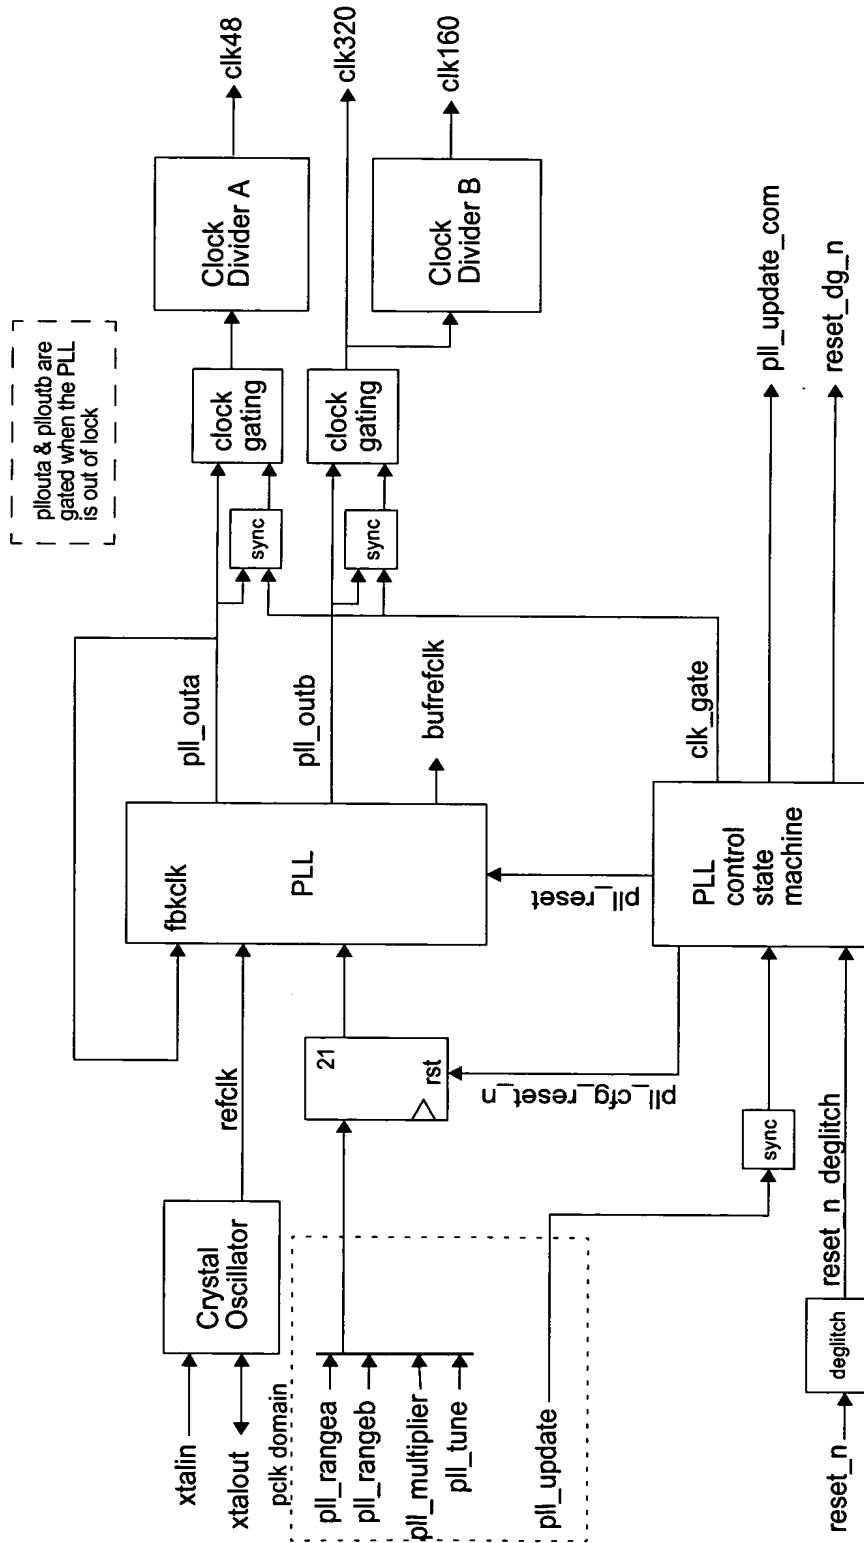 pllouta & plloutb are
gated when the PLL
is out of lock
xtalin
xtalout
Crystal
Oscillator
refclk
fbkclk
PLL
pll_outa
pll_outb
bufrefclk
sync
clock
gating
Clock
Divider A
clk48
sync
clock
gating
clk320
Clock
Divider B
clk160
pclk domain
pll_rangea
pll_rangeb
pll_multiplier
pll_tune
21
rst
pll_cfg_reset_n
pll_reset
pll_update
sync
PLL
control
state
machine
clk_gate
pll_update_com
reset_dg_n
reset_n
deglitch
reset_n_deglitch